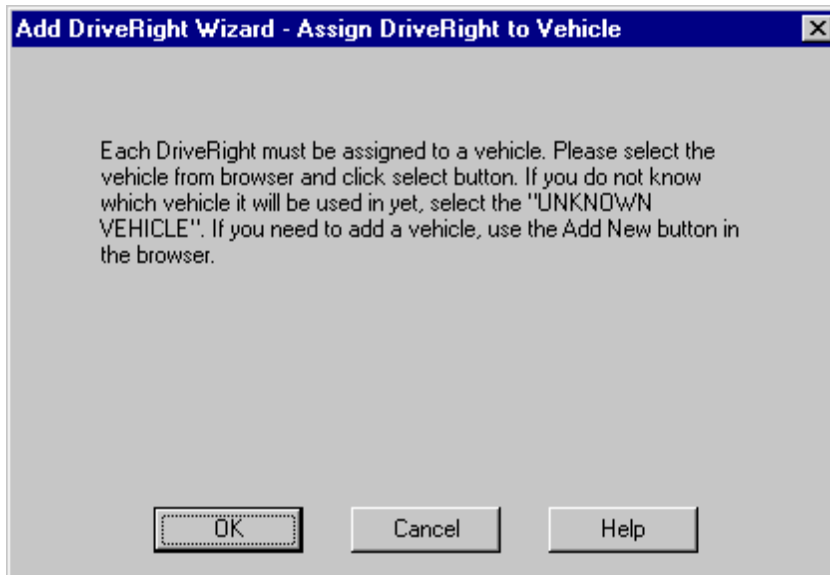 Add DriveRight Wizard - Assign DriveRight to Vehicle
Each DriveRight must be assigned to a vehicle. Please select the
vehicle from browser and click select button. If you do not know
which vehicle it will be used in yet, select the "UNKNOWN
VEHICLE". If you need to add a vehicle, use the Add New button in
the browser.
OK
Cancel
Help